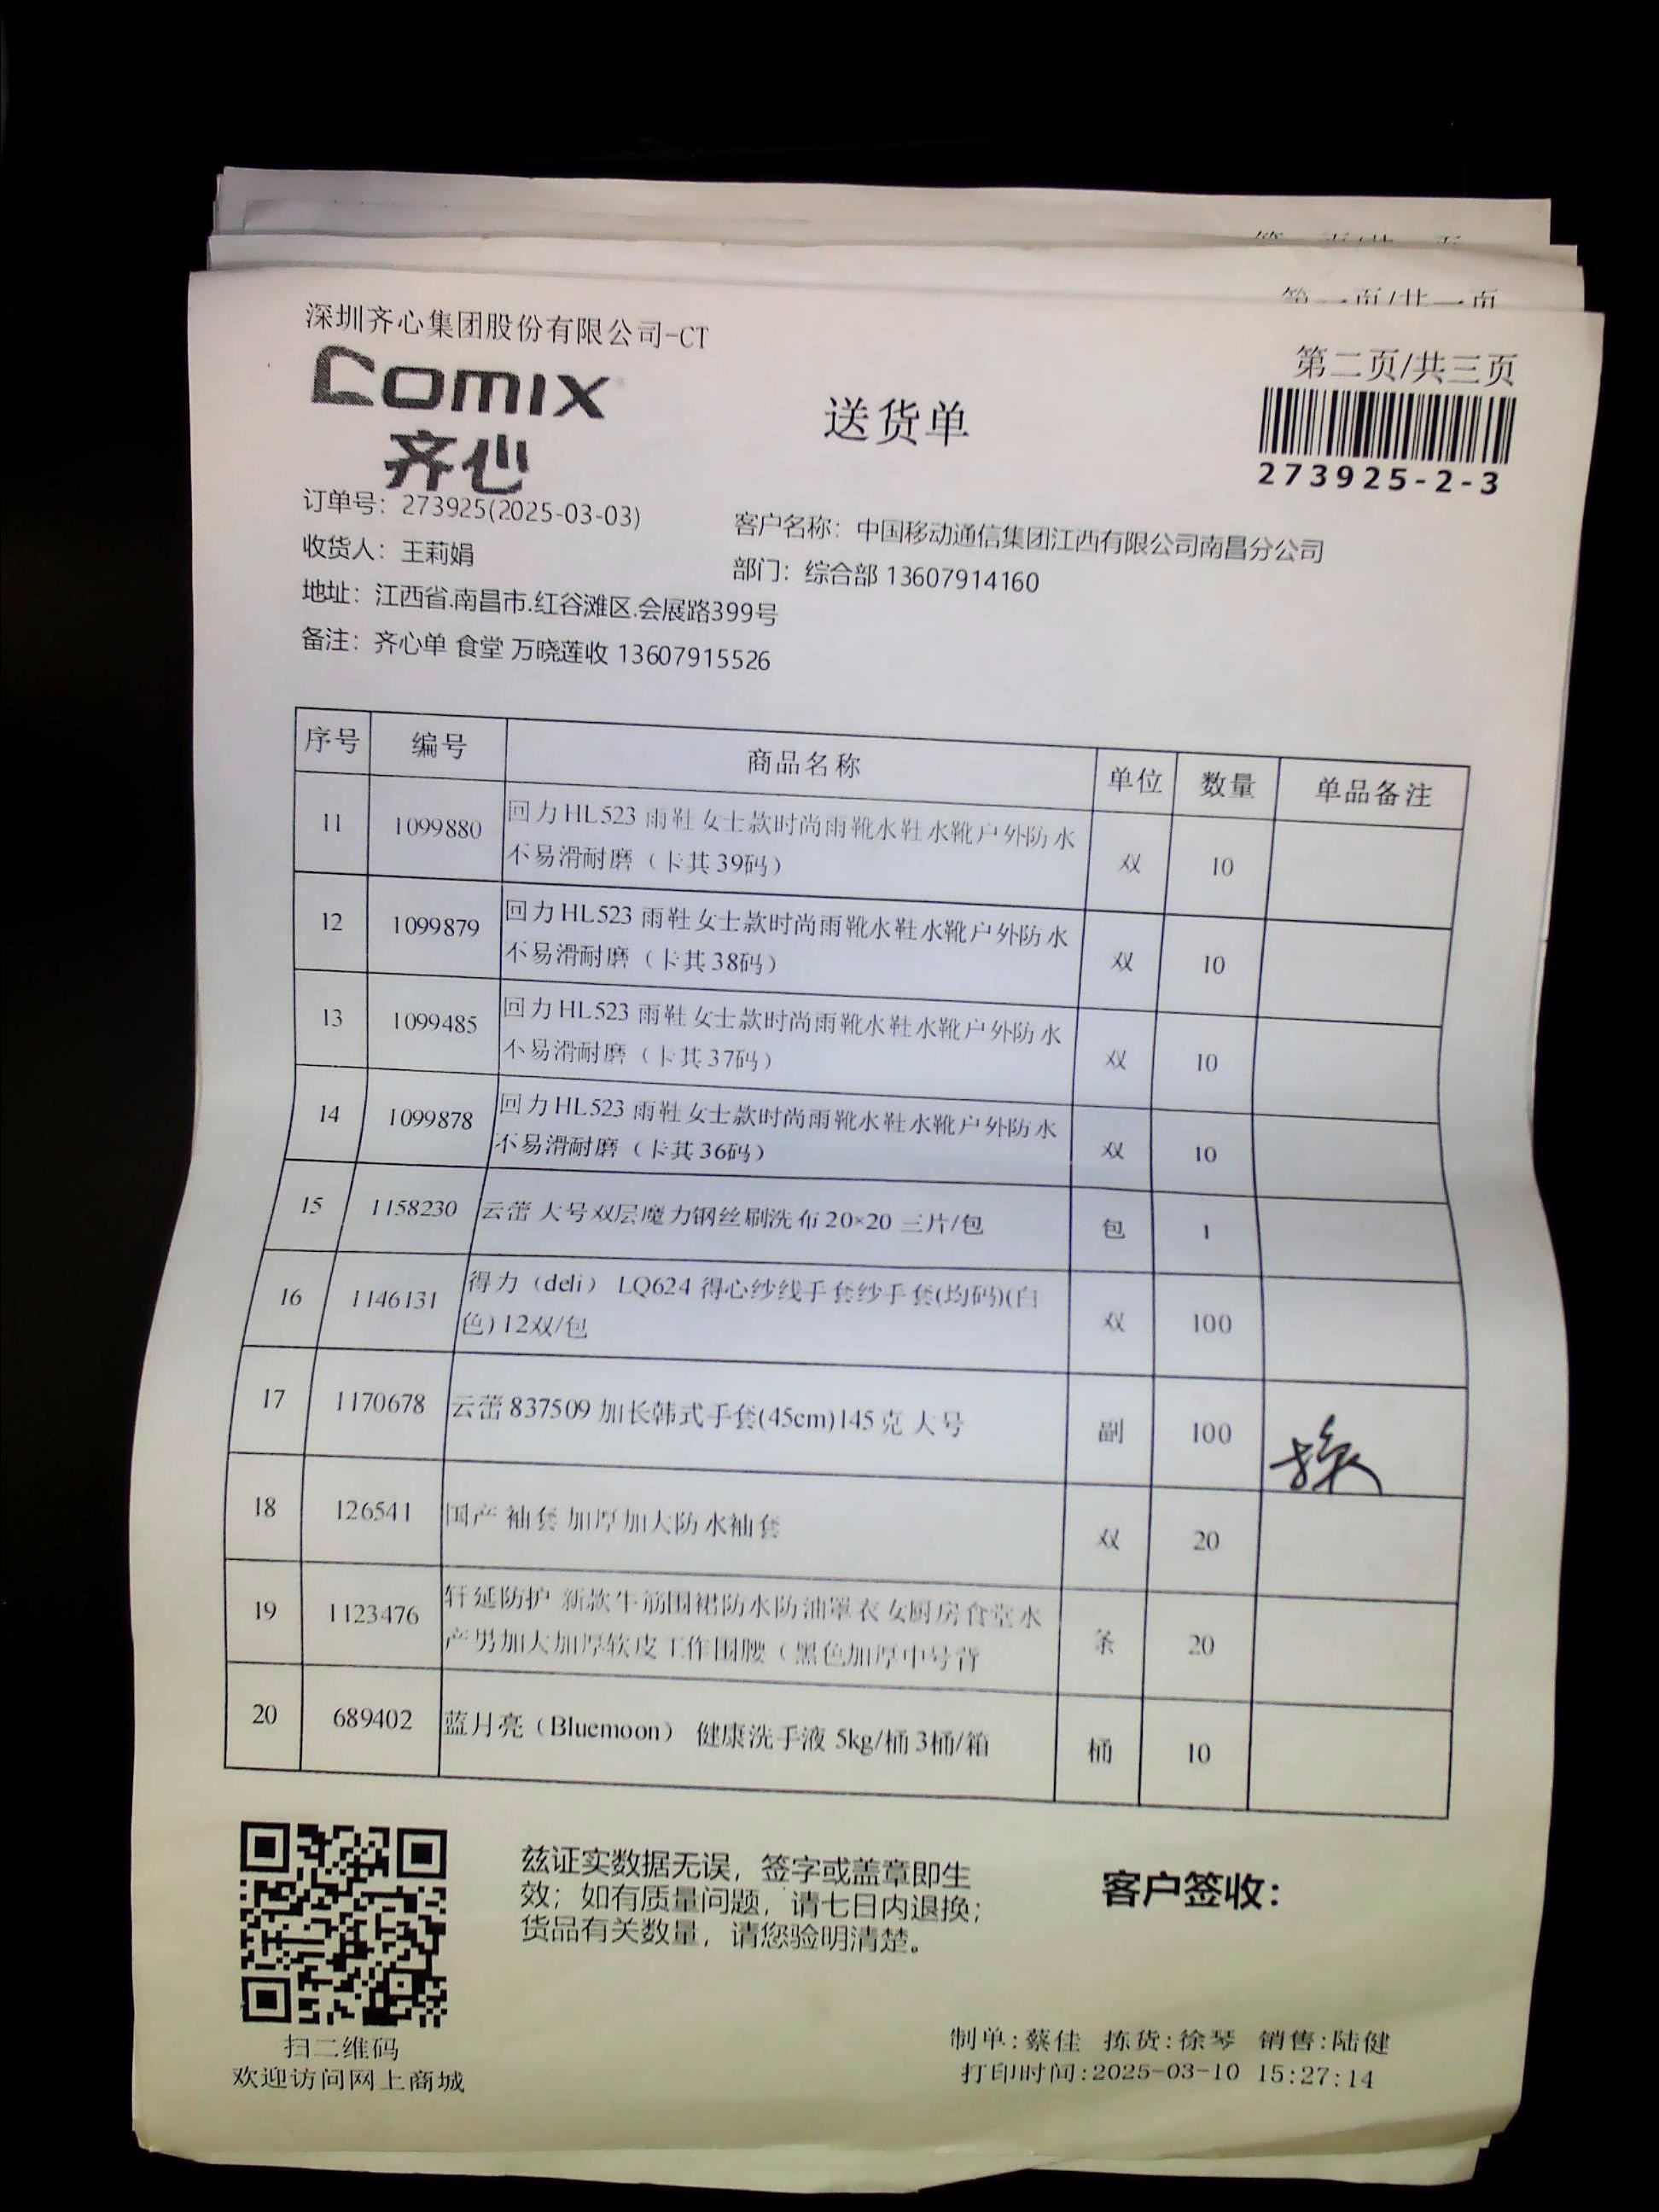 深圳齐心集团股份有限公司-CT
第二页/共三页
comix
齐心
送货单
273925-2-3
订单号：273925(2025-03-03)
客户名称：中国移动通信集团江西有限公司南昌分公司
收货人：王莉娟
部门：综合部 13607914160
地址：江西省.南昌市.红谷滩区.会展路399号
备注：齐心单 食堂 万晓莲收 13607915526
序号 编号 商品名称 单位 数量 单品备注
11 1099880 回力 HL523 雨鞋女士款时尚雨靴水鞋水靴户外防水
不易滑耐磨（卡其39码） 双 10
12 1099879 回力 HL523 雨鞋女士款时尚雨靴水鞋水靴户外防水
不易滑耐磨（卡其38码） 双 10
13 1099485 回力 HL523 雨鞋女士款时尚雨靴水鞋水靴户外防水
不易滑耐磨（卡其37码） 双 10
14 1099878 回力 HL523 雨鞋女士款时尚雨靴水鞋水靴户外防水
不易滑耐磨（卡其36码） 双 10
15 1158230 云蕾 大号双层魔力钢丝刷洗布 20×20 三片/包 包 1
16 1146131 得力（deli） LQ624 得心纱线手套纱手套(均码)(白
色) 12双/包 双 100
17 1170678 云蕾 837509 加长韩式手套(45cm)145克 大号 副 100 换
18 126541 国产 袖套 加厚加大防水袖套 双 20
19 1123476 轩延防护 新款牛筋围裙防水防油罩衣女厨房食堂水
产男加大加厚软皮工作围腰（黑色加厚中号背 条 20
20 689402 蓝月亮（Bluemoon） 健康洗手液 5kg/桶 3桶/箱 桶 10
兹证实数据无误，签字或盖章即生
效；如有质量问题，请七日内退换；
货品有关数量，请您验明清楚。
客户签收：
扫二维码
欢迎访问网上商城
制单:蔡佳 拣货:徐琴 销售:陆健
打印时间:2025-03-10 15:27:14